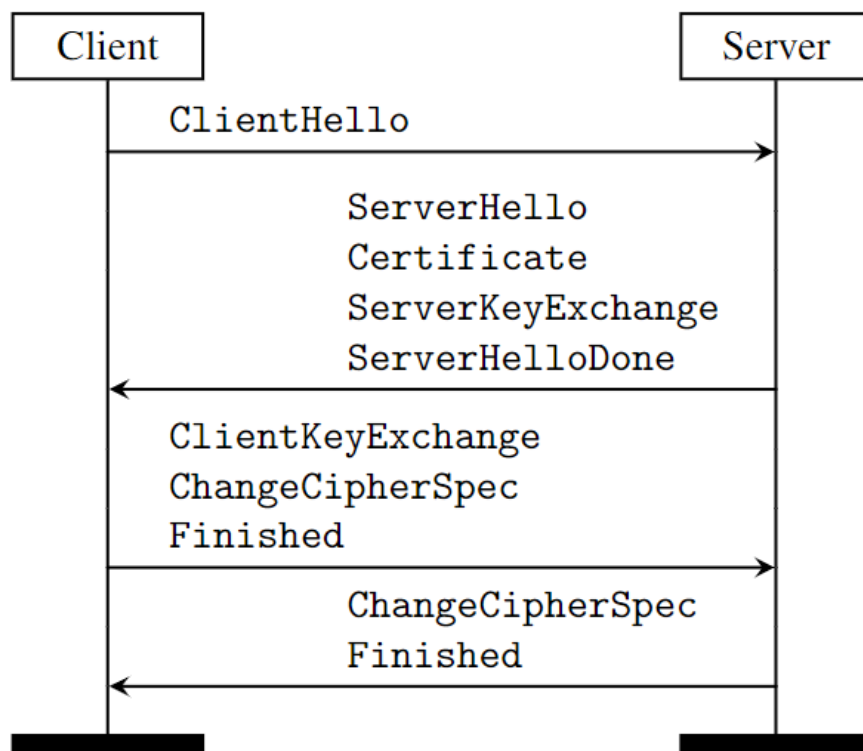 Client
Server
ClientHello
ServerHello
Certificate
ServerKeyExchange
ServerHelloDone
ClientKeyExchange
ChangeCipherSpec
Finished
ChangeCipherSpec
Finished